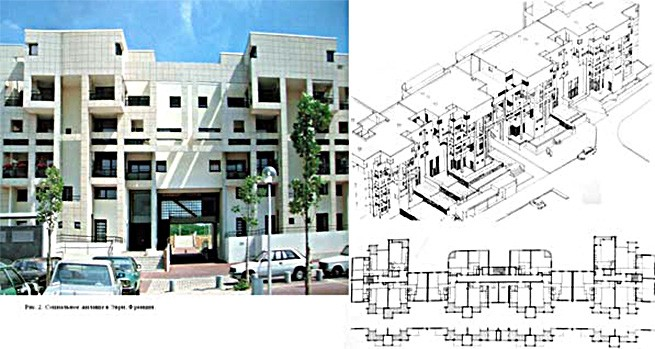 Рис. 2. Социальное жилище в Эври, Франция.